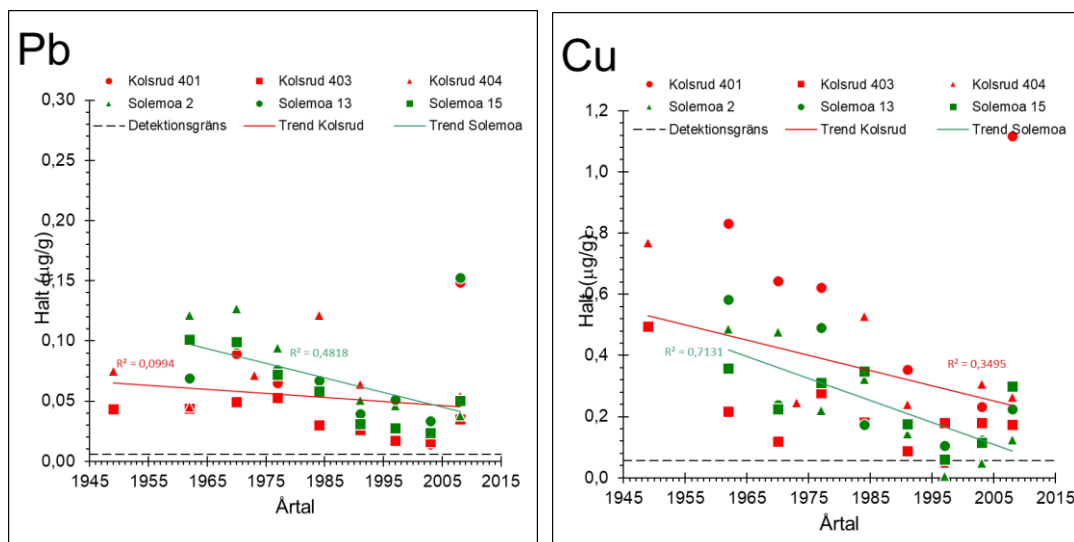 Pb
Kolsrud 401 Kolsrud 403 Kolsrud 404
Solemoa 2 Solemoa 13 Solemoa 15
Detektionsgräns Trend Kolsrud Trend Solemoa
0,30
0,25
0,20
0,15
0,10
0,05
0,00
Halt (µg/g)
R² = 0,0994
R² = 0,4818
1945 1955 1965 1975 1985 1995 2005 2015
Årtal
Cu
Kolsrud 401 Kolsrud 403 Kolsrud 404
Solemoa 2 Solemoa 13 Solemoa 15
Detektionsgräns Trend Kolsrud Trend Solemoa
1,2
1,0
0,8
0,6
0,4
0,2
0,0
Halt (µg/g)
R² = 0,7131
R² = 0,3495
1945 1955 1965 1975 1985 1995 2005 2015
Årtal